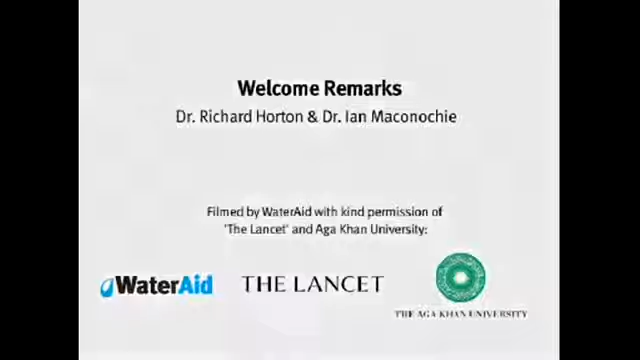 Welcome Remarks
Dr. Richard Horton & Dr. Ian Maconochie
Filmed by WaterAid with kind permission of
'The Lancet' and Aga Khan University:
WaterAid
THE LANCET
THE AGA KHAN UNIVERSITY